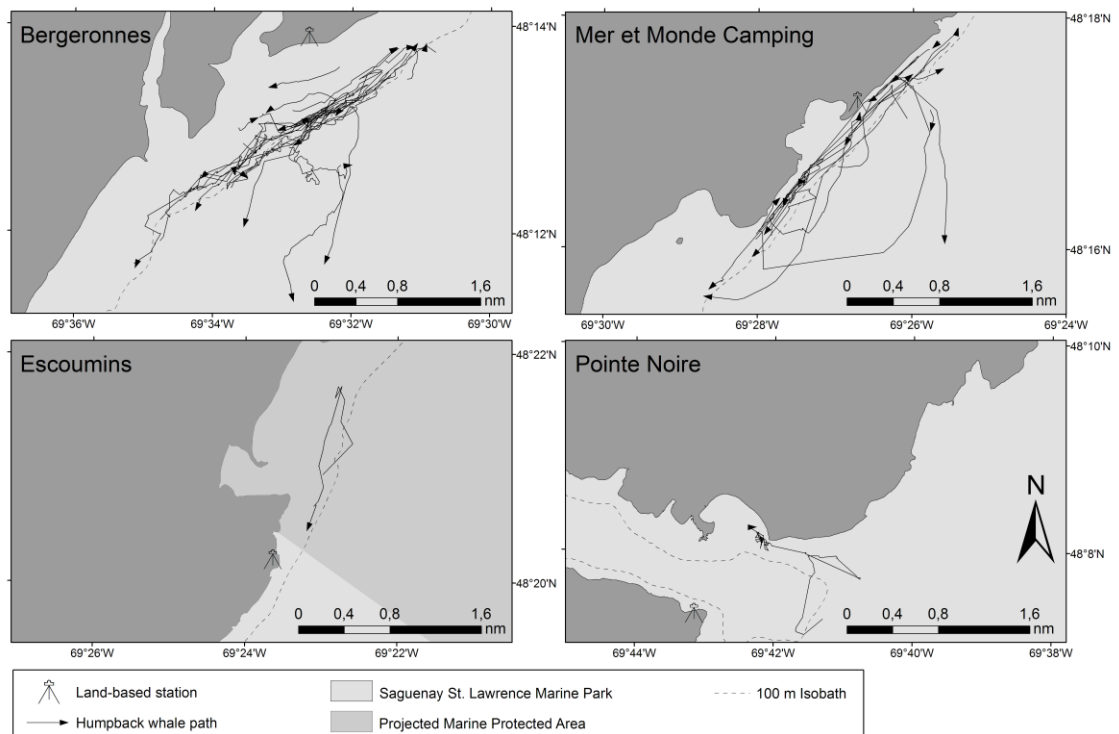 Bergeronnes
48°14'N
48°12'N
0 0,4 0,8 1,6
nm
69°36'W 69°34'W 69°32'W 69°30'W
Mer et Monde Camping
48°18'N
48°16'N
0 0,4 0,8 1,6
nm
69°30'W 69°28'W 69°26'W 69°24'W
Escoumins
48°22'N
48°20'N
0 0,4 0,8 1,6
nm
69°26'W 69°24'W 69°22'W
Pointe Noire
48°10'N
N
48°8'N
0 0,4 0,8 1,6
nm
69°44'W 69°42'W 69°40'W 69°38'W
Land-based station
Humpback whale path
Saguenay St. Lawrence Marine Park
Projected Marine Protected Area
100 m Isobath